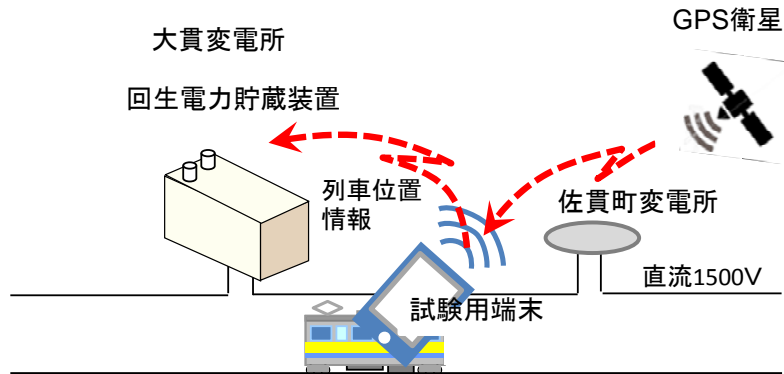 GPS衛星
大貫変電所
回生電力貯蔵装置
列車位置
情報
佐貫町変電所
直流1500V
試験用端末